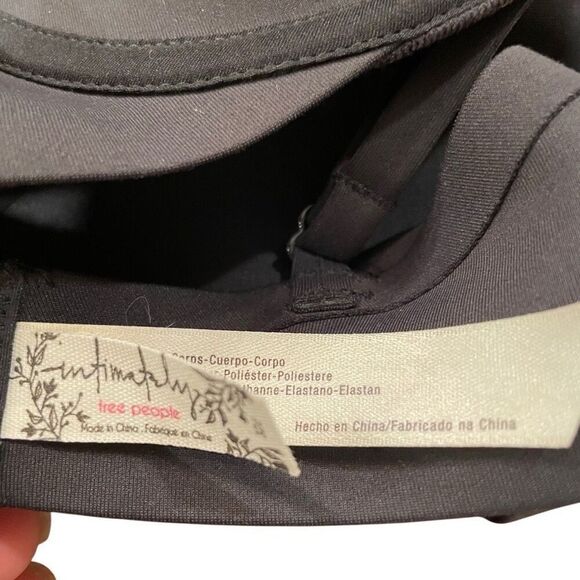 intimately
free people
Made in China . Fabriqué en Chine
Corps-Cuerpo-Corpo
Poliéster-Poliestere
-Elastano-Elastan
Hecho en China/Fabricado na China